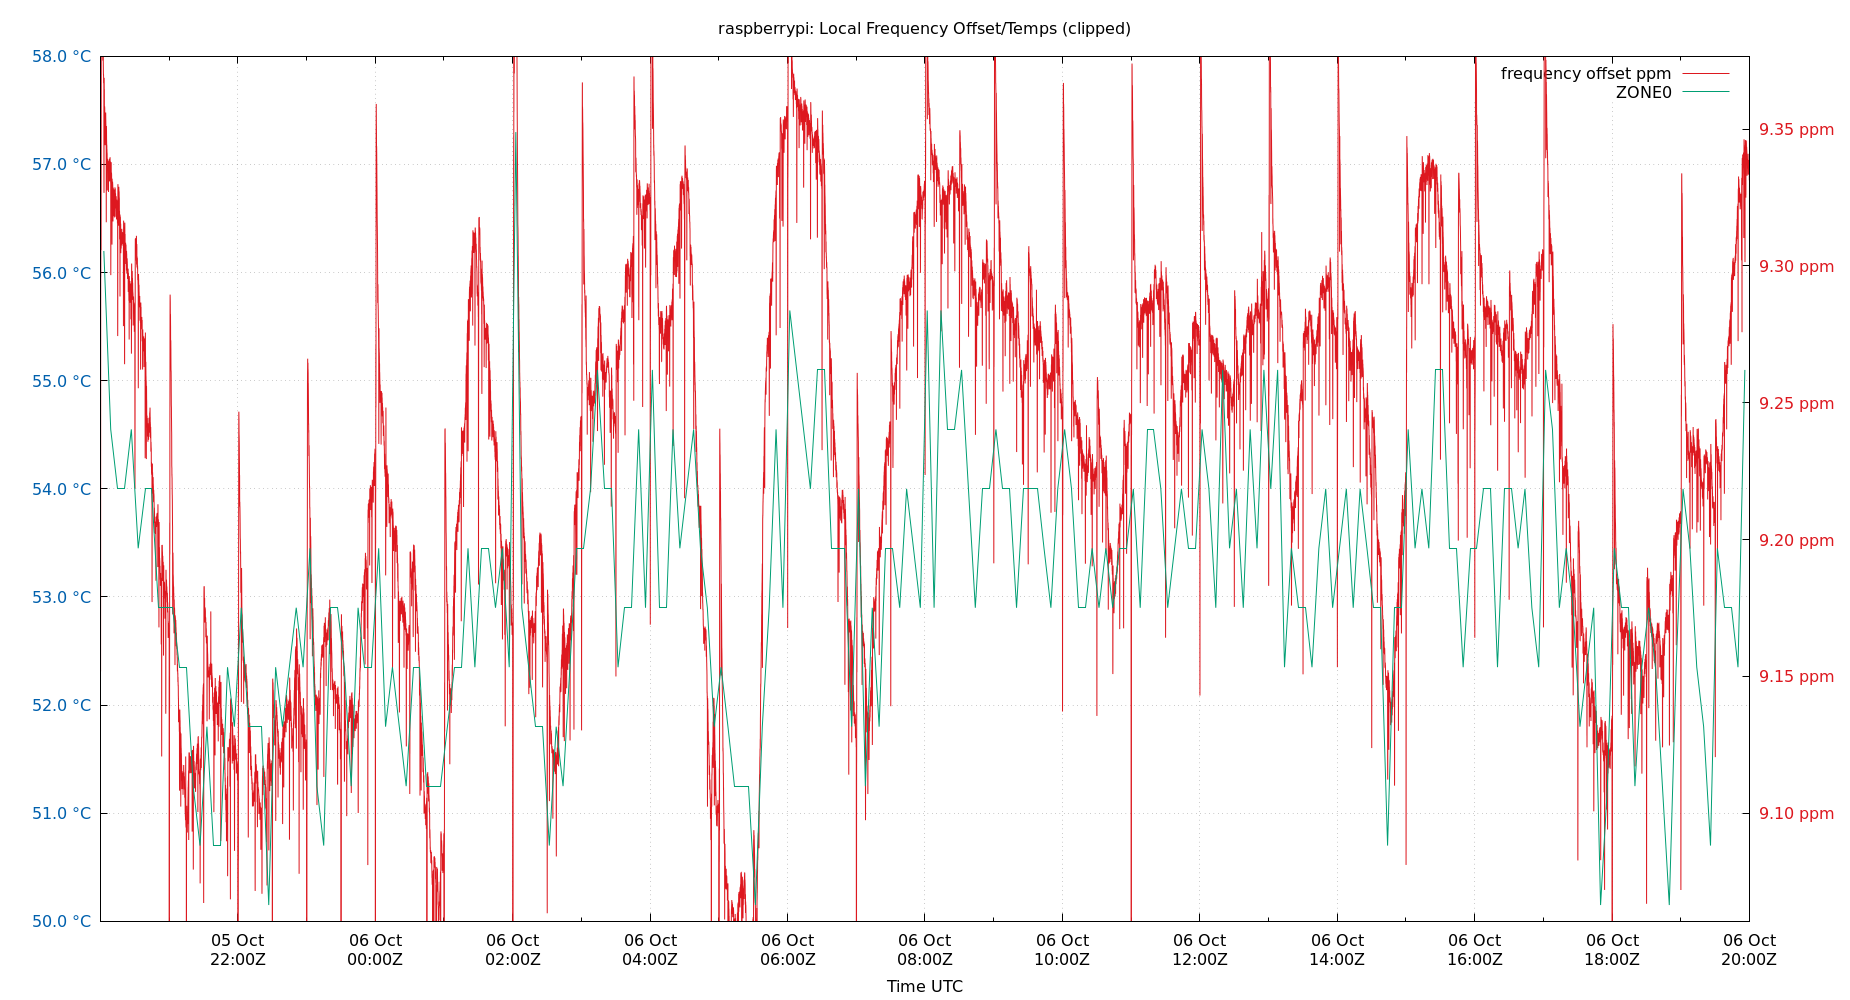 raspberrypi: Local Frequency Offset/Temps (clipped)
frequency offset ppm
ZONE0
58.0 °C
57.0 °C
56.0 °C
55.0 °C
54.0 °C
53.0 °C
52.0 °C
51.0 °C
50.0 °C
9.35 ppm
9.30 ppm
9.25 ppm
9.20 ppm
9.15 ppm
9.10 ppm
05 Oct
22:00Z
06 Oct
00:00Z
06 Oct
02:00Z
06 Oct
04:00Z
06 Oct
06:00Z
06 Oct
08:00Z
06 Oct
10:00Z
06 Oct
12:00Z
06 Oct
14:00Z
06 Oct
16:00Z
06 Oct
18:00Z
06 Oct
20:00Z
Time UTC